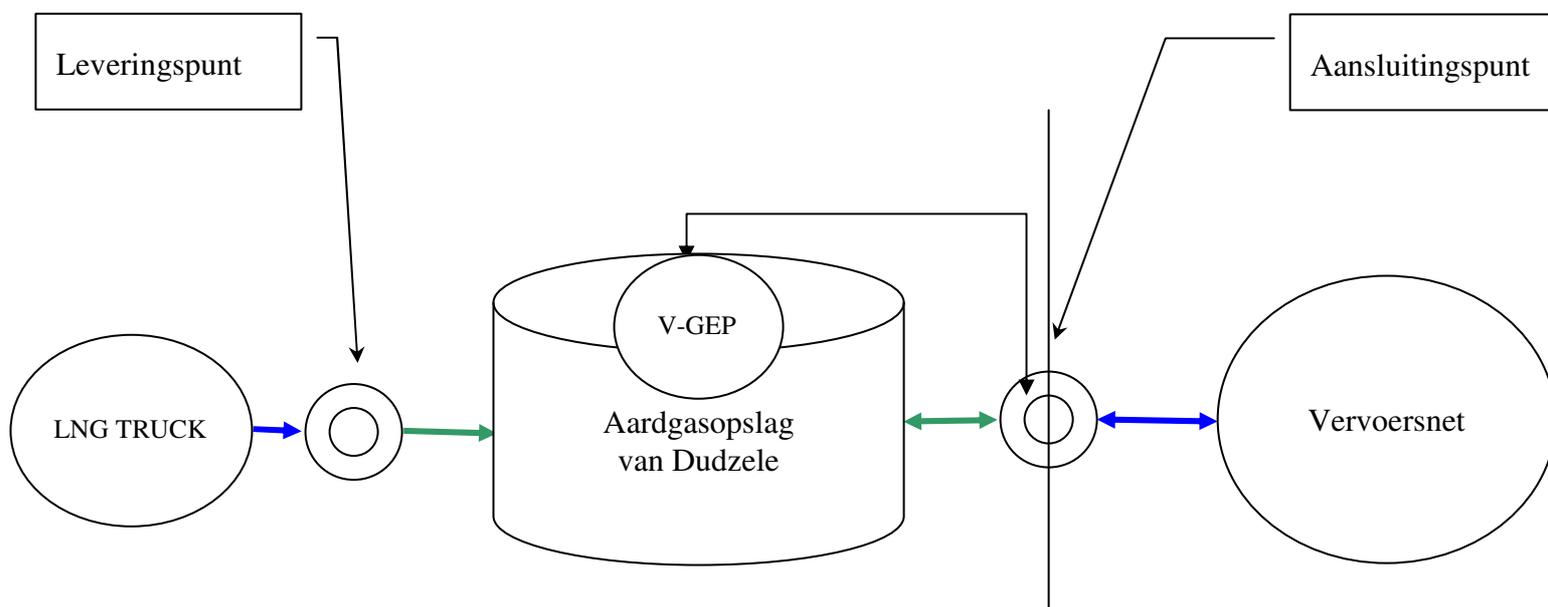 Leveringspunt
Aansluitingspunt
V-GEP
LNG TRUCK
Aardgasopslag
van Dudzele
Vervoersnet